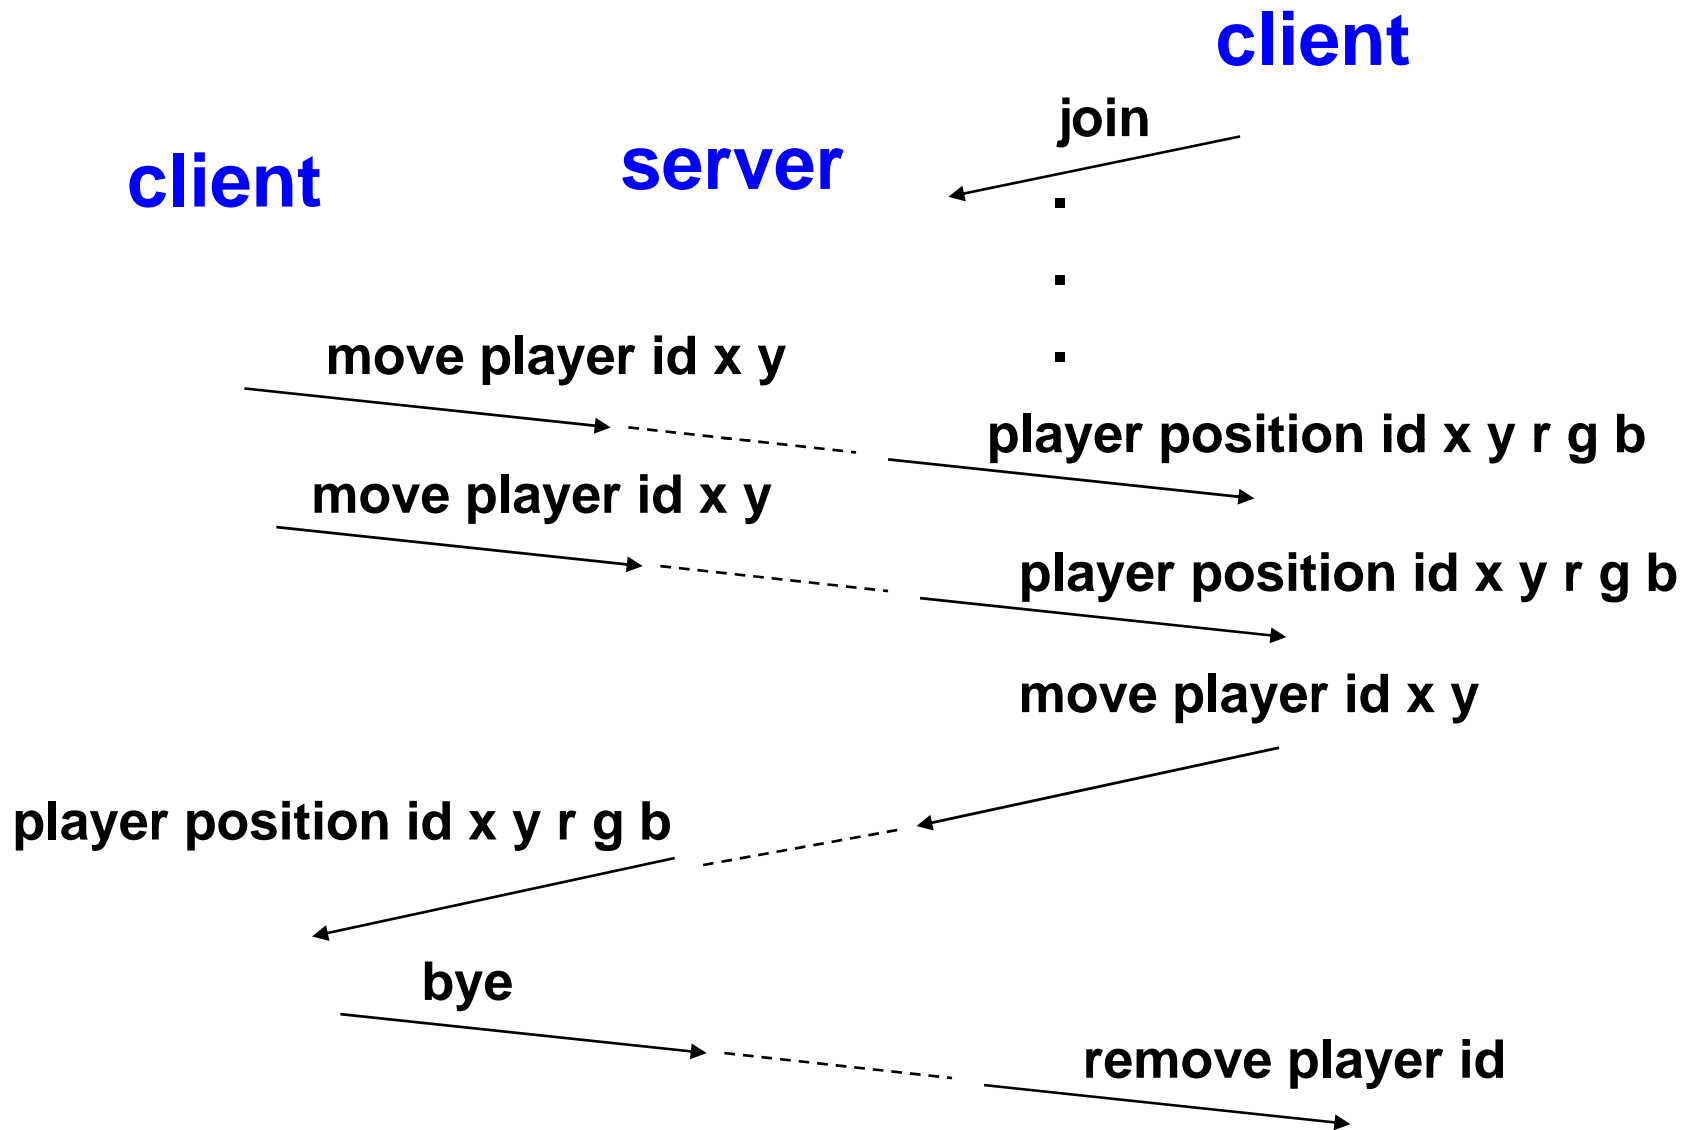 client
join
server
client
.
.
.
move player id x y
player position id x y r g b
move player id x y
player position id x y r g b
move player id x y
player position id x y r g b
bye
remove player id